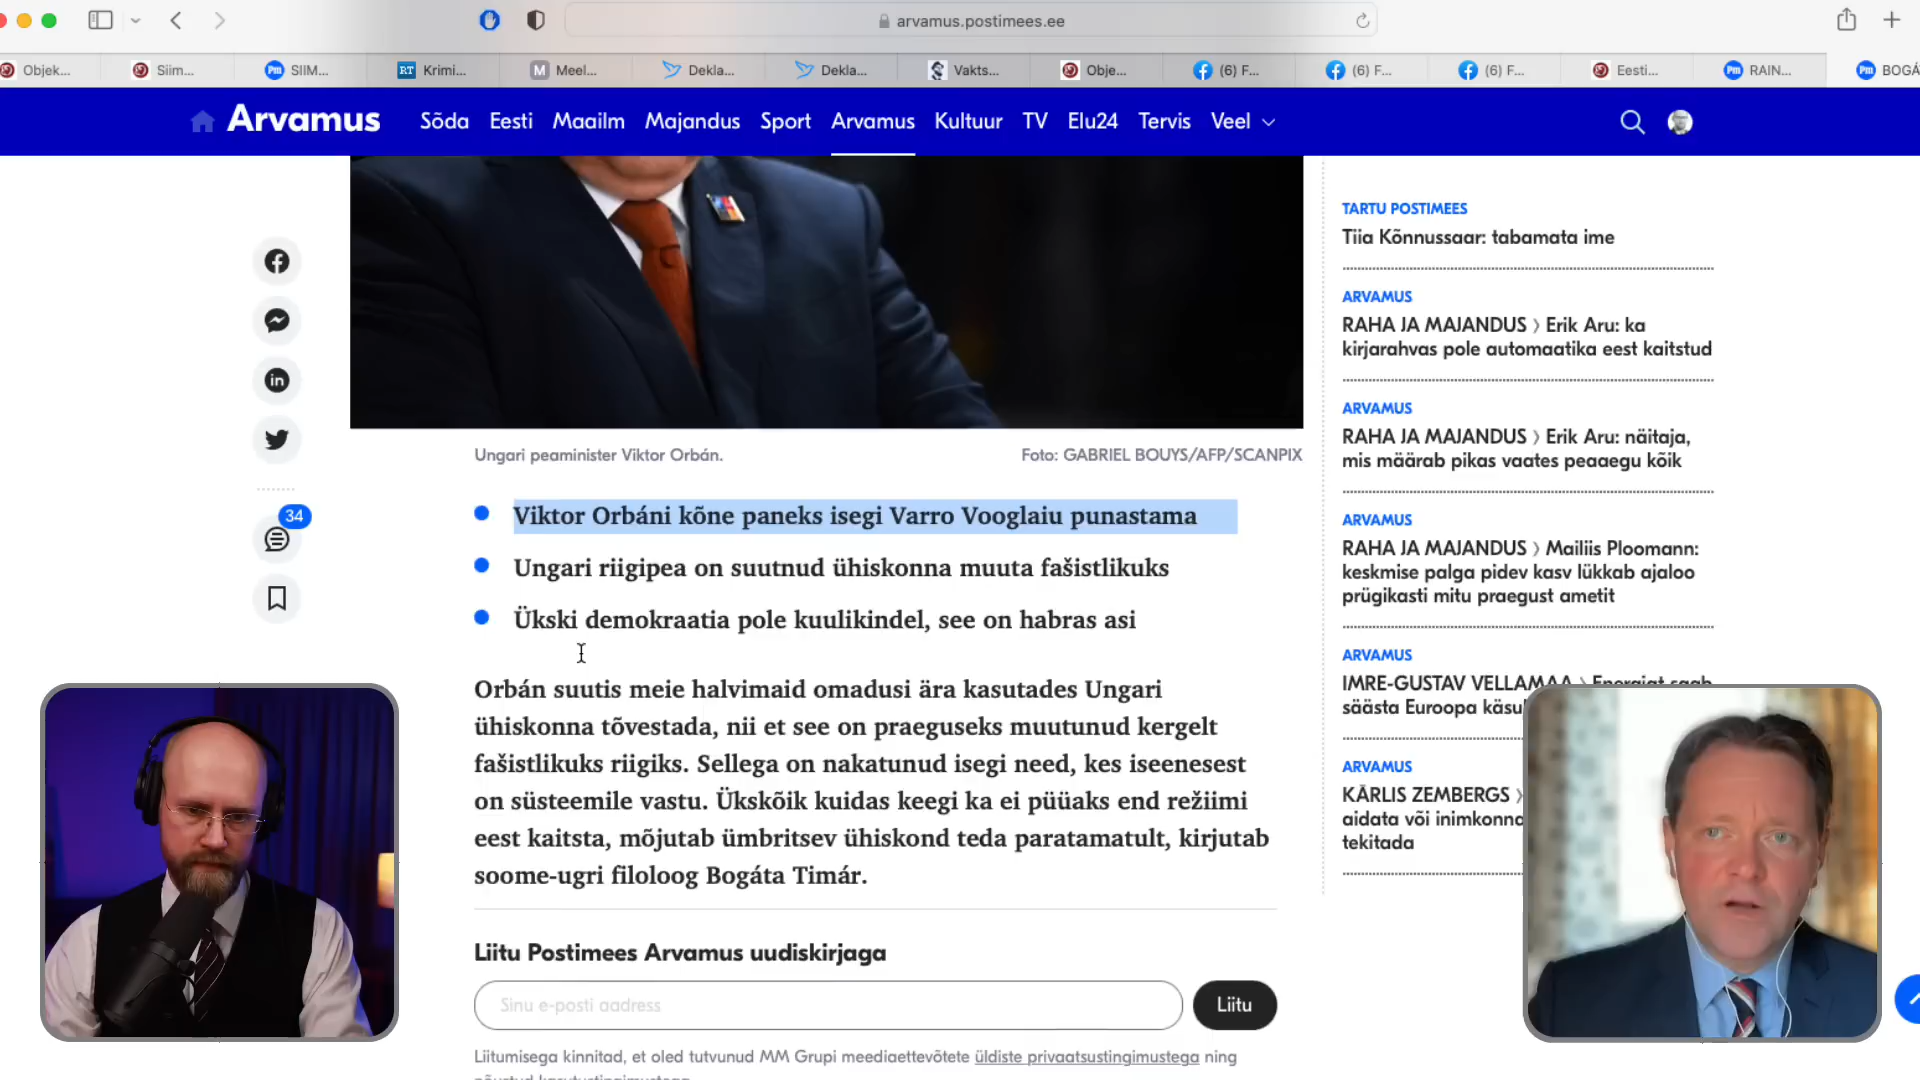 arvamus.postimees.ee
Objek...
Siim...
Pm SIIM...
RT Krimi...
M Meel...
Dekla...
Dekla...
Vakts...
Obje...
(6) F...
(6) F...
(6) F...
Eesti...
Pm RAIN...
Pm BOGÁ
Arvamus Sõda Eesti Maailm Majandus Sport Arvamus Kultuur TV Elu24 Tervis Veel
34
Ungari peaminister Viktor Orbán. Foto: GABRIEL BOUYS/AFP/SCANPIX
Viktor Orbáni kõne paneks isegi Varro Vooglaiu punastama
Ungari riigipea on suutnud ühiskonna muuta fašistlikuks
Ükski demokraatia pole kuulikindel, see on habras asi
Orbán suutis meie halvimaid omadusi ära kasutades Ungari
ühiskonna tõvestada, nii et see on praeguseks muutunud kergelt
fašistlikuks riigiks. Sellega on nakatunud isegi need, kes iseenesest
on süsteemile vastu. Ükskõik kuidas keegi ka ei püüaks end režiimi
eest kaitsta, mõjutab ümbritsev ühiskond teda paratamatult, kirjutab
soome-ugri filoloog Bogáta Timár.
Liitu Postimees Arvamus uudiskirjaga
Sinu e-posti aadress
Liitu
Liitumisega kinnitad, et oled tutvunud MM Grupi meediaettevõtete üldiste privaatsustingimustega ning
TARTU POSTIMEES
Tiia Kõnnussaar: tabamata ime
ARVAMUS
RAHA JA MAJANDUS › Erik Aru: ka
kirjarahvas pole automaatika eest kaitstud
ARVAMUS
RAHA JA MAJANDUS › Erik Aru: näitaja,
mis määrab pikas vaates peaaegu kõik
ARVAMUS
RAHA JA MAJANDUS › Mailiis Ploomann:
keskmise palga pidev kasv lükkab ajaloo
prügikasti mitu praegust ametit
ARVAMUS
IMRE-GUSTAV VELLAMAA › Energiat saab
säästa Euroopa käsu
ARVAMUS
KĀRLIS ZEMBERGS ›
aidata või inimkonna
tekitada